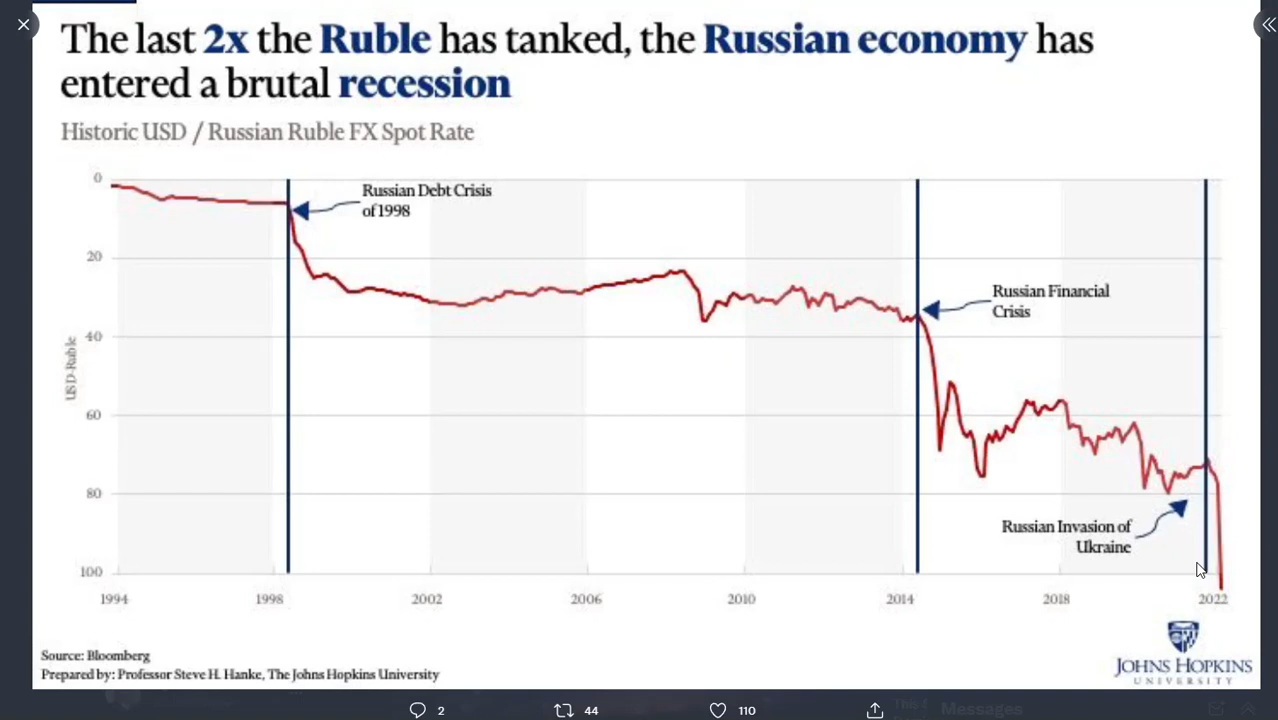 The last 2x the Ruble has tanked, the Russian economy has
entered a brutal recession
Historic USD / Russian Ruble FX Spot Rate
0
20
40
60
80
100
USD-Ruble
Russian Debt Crisis
of 1998
Russian Financial
Crisis
Russian Invasion of
Ukraine
1994
1998
2002
2006
2010
2014
2018
2022
Source: Bloomberg
Prepared by: Professor Steve H. Hanke, The Johns Hopkins University
JOHNS HOPKINS
UNIVERSITY
2
44
110
Messages